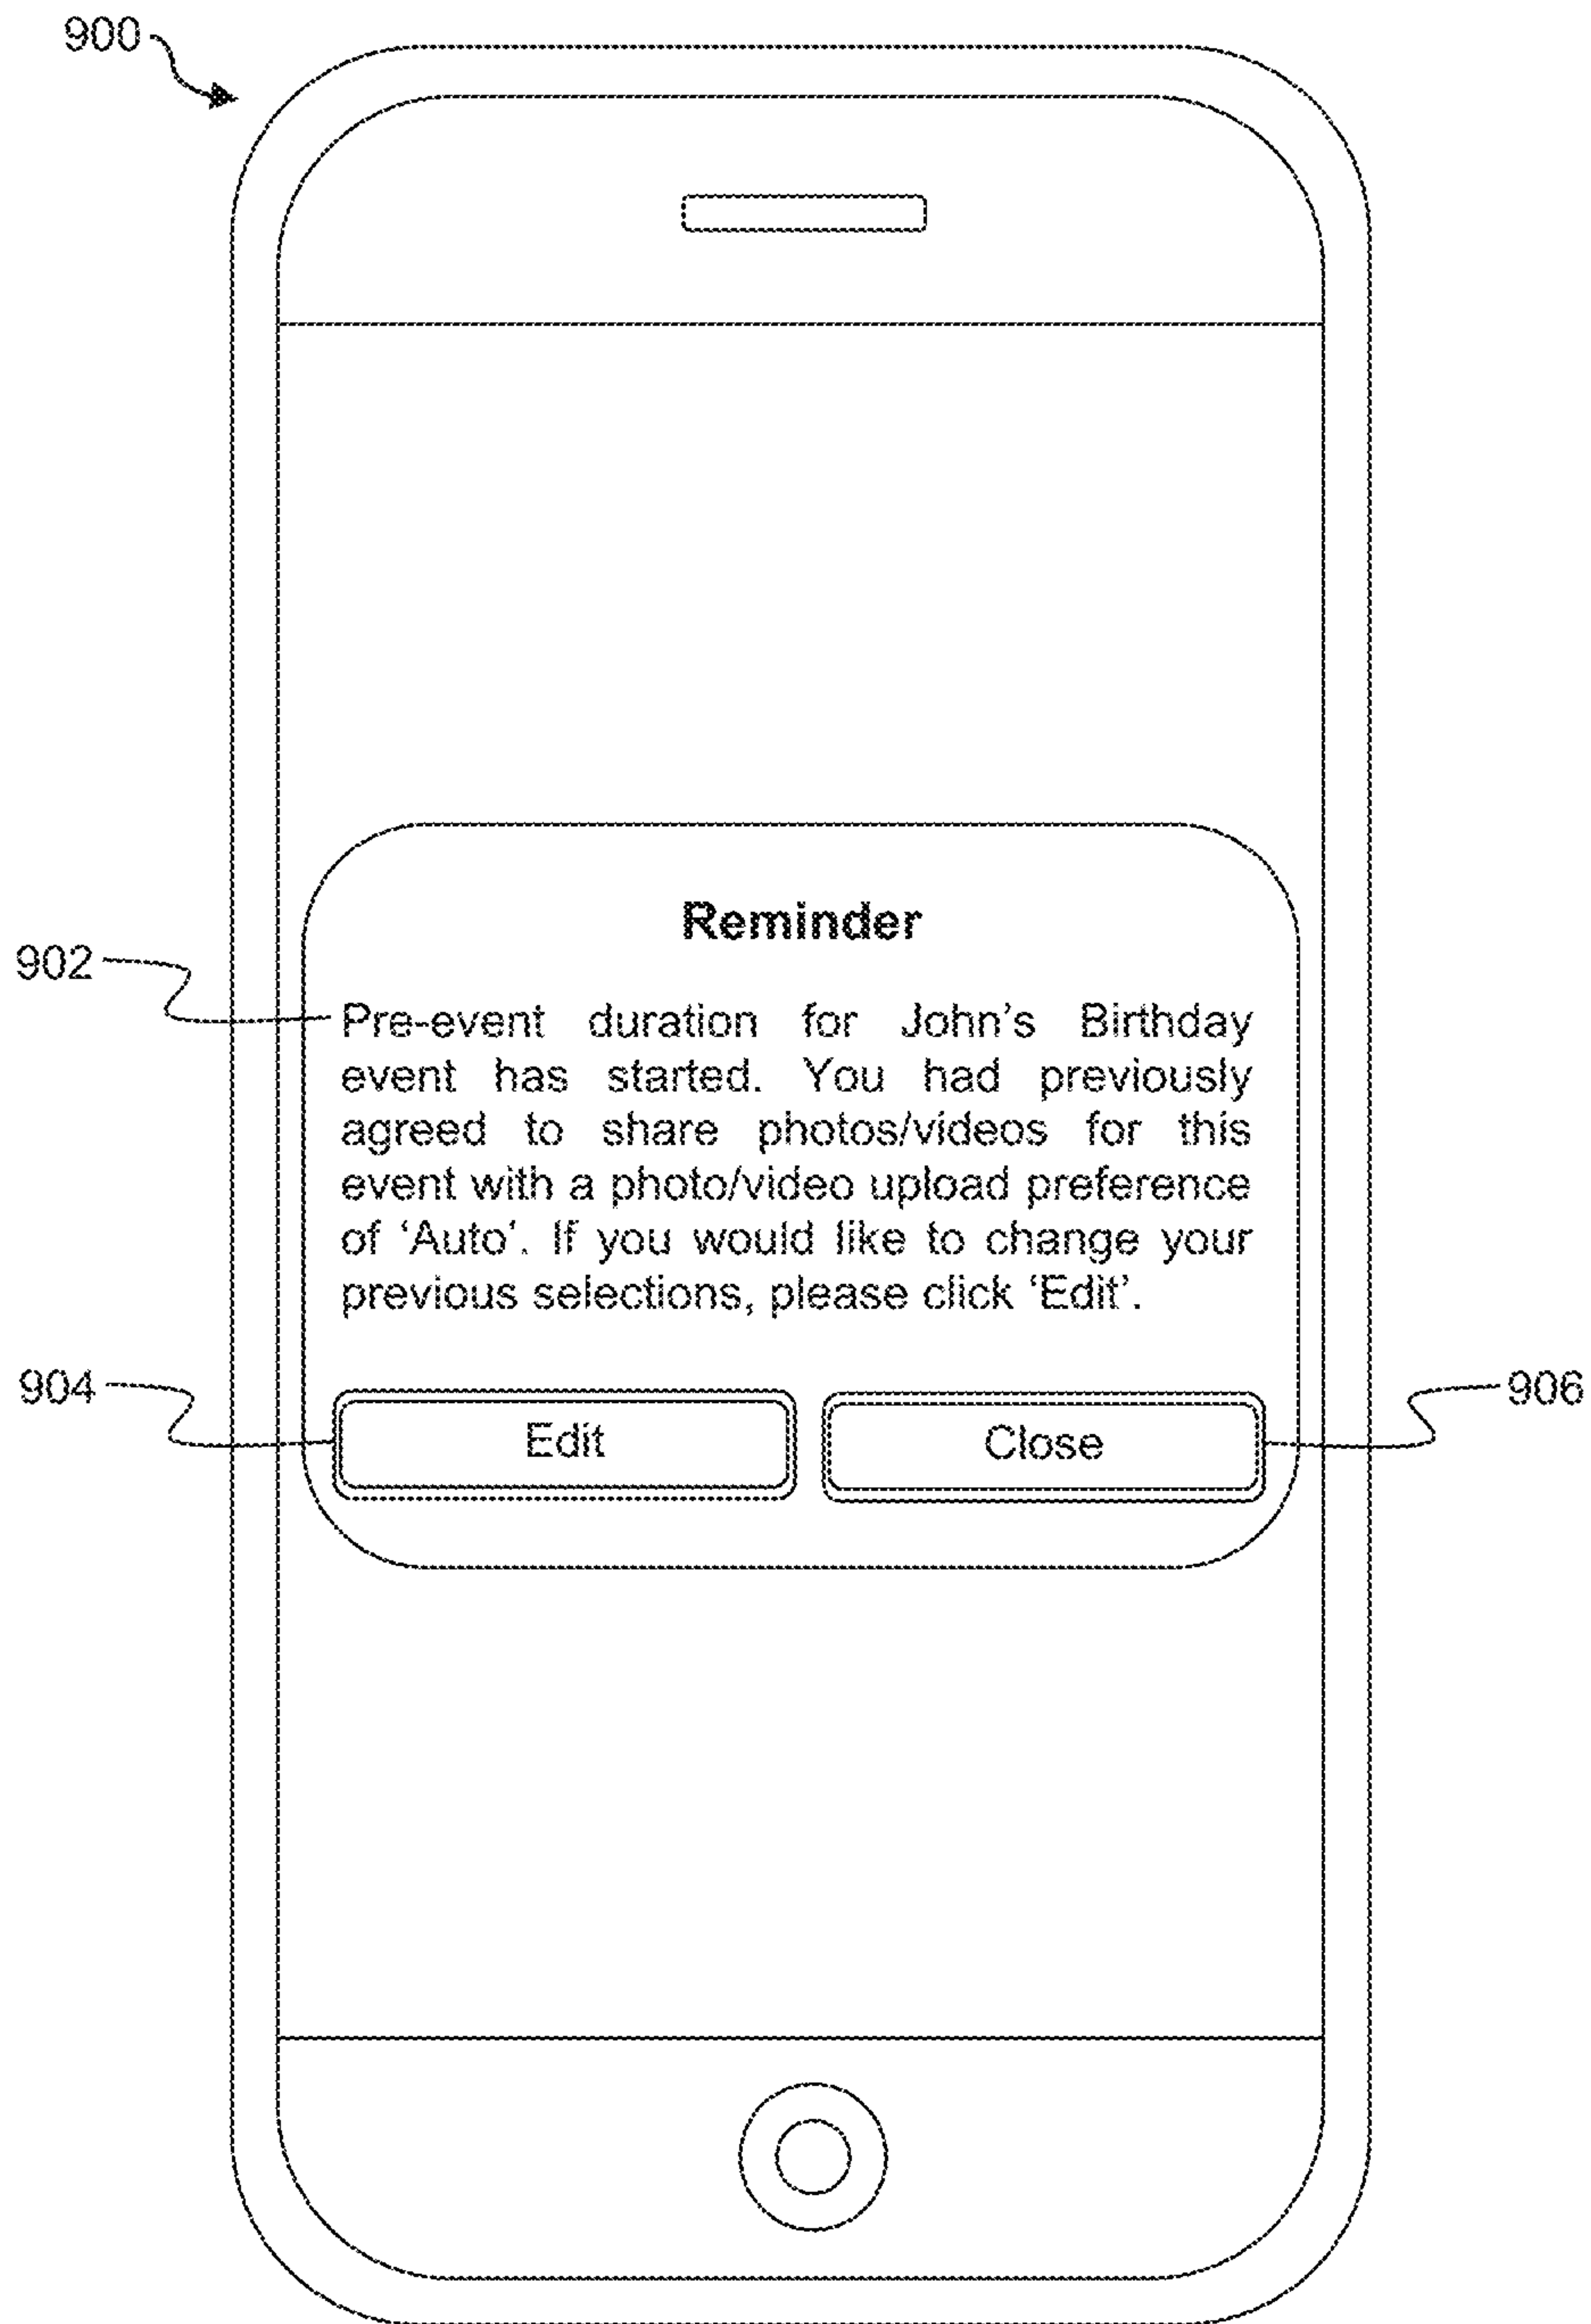 900
Reminder
902
Pre-event duration for John's Birthday
event has started. You had previously
agreed to share photos/videos for this
event with a photo/video upload preference
of ‘Auto‘. If you would like to change your
previous selections, please click ‘Edit’.
904
Edit
Close
906